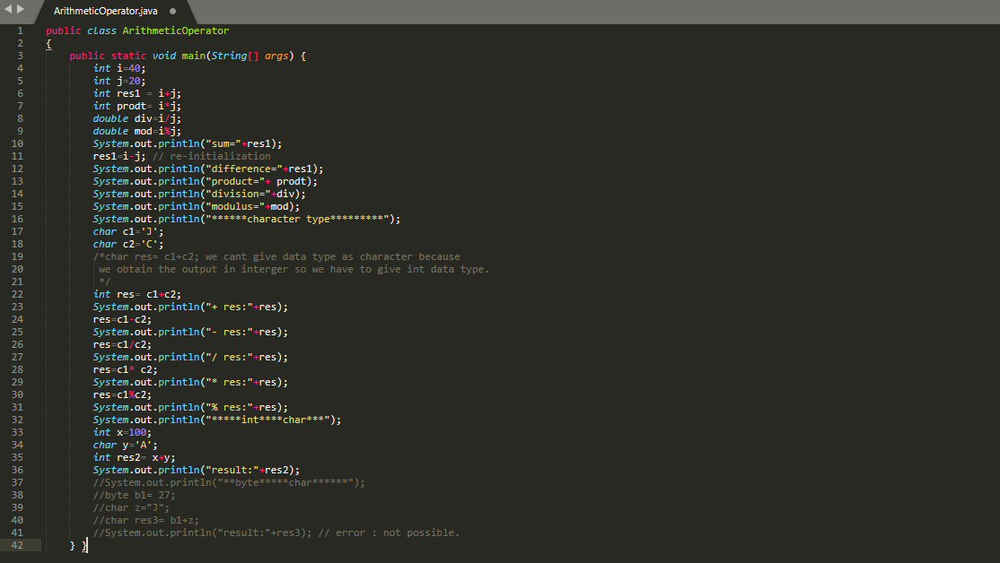 ArithmeticOperator.java
1 public class ArithmeticOperator
2 {
3 public static void main(String[] args) {
4 int i=40;
5 int j=20;
6 int res1 = i+j;
7 int prodt= i*j;
8 double div=i/j;
9 double mod=i%j;
10 System.out.println("sum="+res1);
11 res1=i-j; // re-initialization
12 System.out.println("difference="+res1);
13 System.out.println("product="+ prodt);
14 System.out.println("division="+div);
15 System.out.println("modulus="+mod);
16 System.out.println("******character type*********");
17 char c1='J';
18 char c2='C';
19 /*char res= c1+c2; we cant give data type as character because
20 we obtain the output in interger so we have to give int data type.
21 */
22 int res= c1+c2;
23 System.out.println("+ res:"+res);
24 res=c1-c2;
25 System.out.println("- res:"+res);
26 res=c1/c2;
27 System.out.println("/ res:"+res);
28 res=c1* c2;
29 System.out.println("* res:"+res);
30 res=c1%c2;
31 System.out.println("% res:"+res);
32 System.out.println("*****int****char***");
33 int x=100;
34 char y='A';
35 int res2= x+y;
36 System.out.println("result:"+res2);
37 //System.out.println("**byte*****char******");
38 //byte b1= 27;
39 //char z="J";
40 //char res3= b1+z;
41 //System.out.println("result:"+res3); // error : not possible.
42 } }